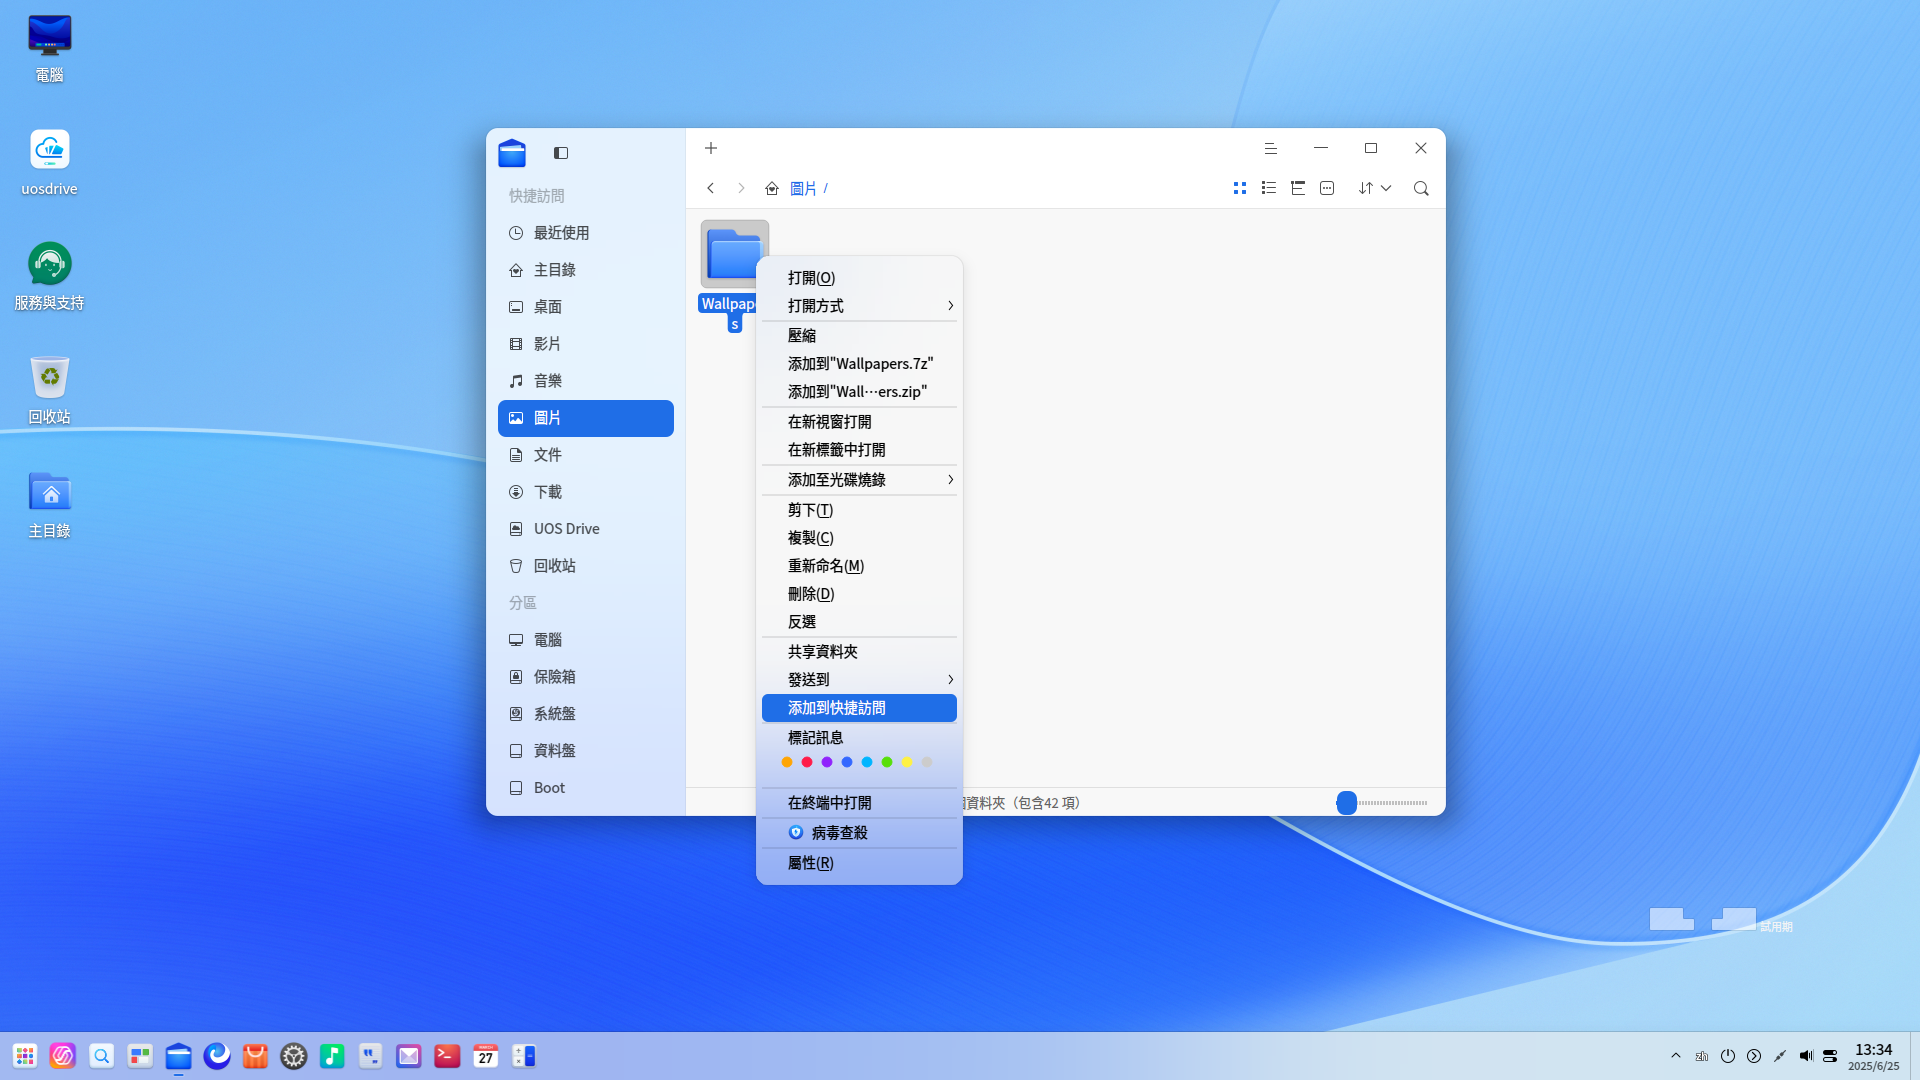 電腦
uosdrive
服務與支持
回收站
主目錄
快捷訪問
最近使用
主目錄
桌面
影片
音樂
圖片
文件
下載
UOS Drive
回收站
分區
電腦
保險箱
系統盤
資料盤
Boot
圖片 /
Wallpap
s
打開(O)
打開方式
壓縮
添加到"Wallpapers.7z"
添加到"Wall···ers.zip"
在新視窗打開
在新標籤中打開
添加至光碟燒錄
剪下(T)
複製(C)
重新命名(M)
刪除(D)
反選
共享資料夾
發送到
添加到快捷訪問
標記訊息
在終端中打開
病毒查殺
屬性(R)
資料夾（包含42 項）
試用期
MARCH
27
zh
13:34
2025/6/25